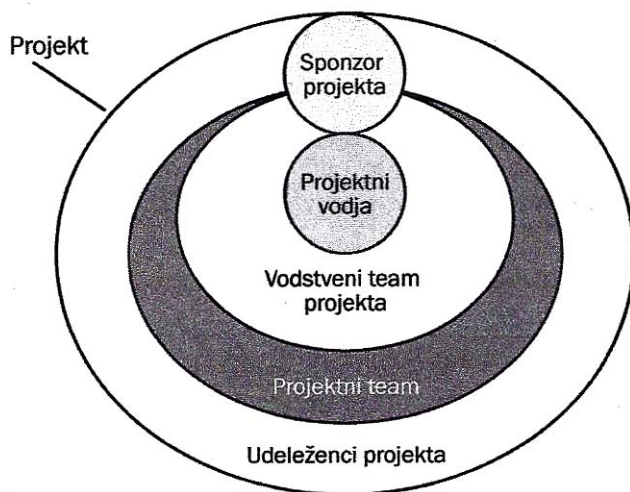 Projekt
Sponzor
projekta
Projektni
vodja
Vodstveni team
projekta
Projektni team
Udeleženci projekta